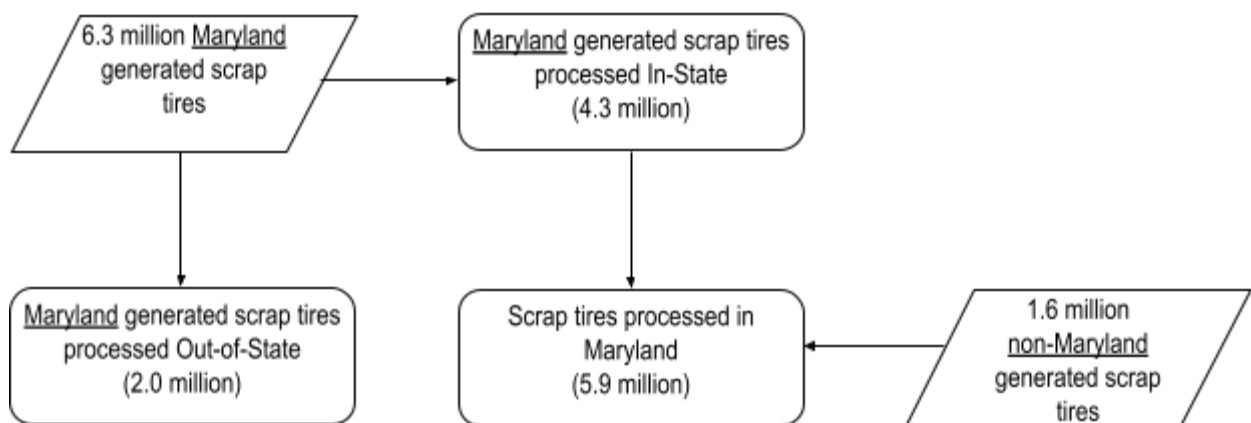 6.3 million Maryland
generated scrap
tires
Maryland generated scrap tires
processed In-State
(4.3 million)
Maryland generated scrap tires
processed Out-of-State
(2.0 million)
Scrap tires processed in
Maryland
(5.9 million)
1.6 million
non-Maryland
generated scrap
tires